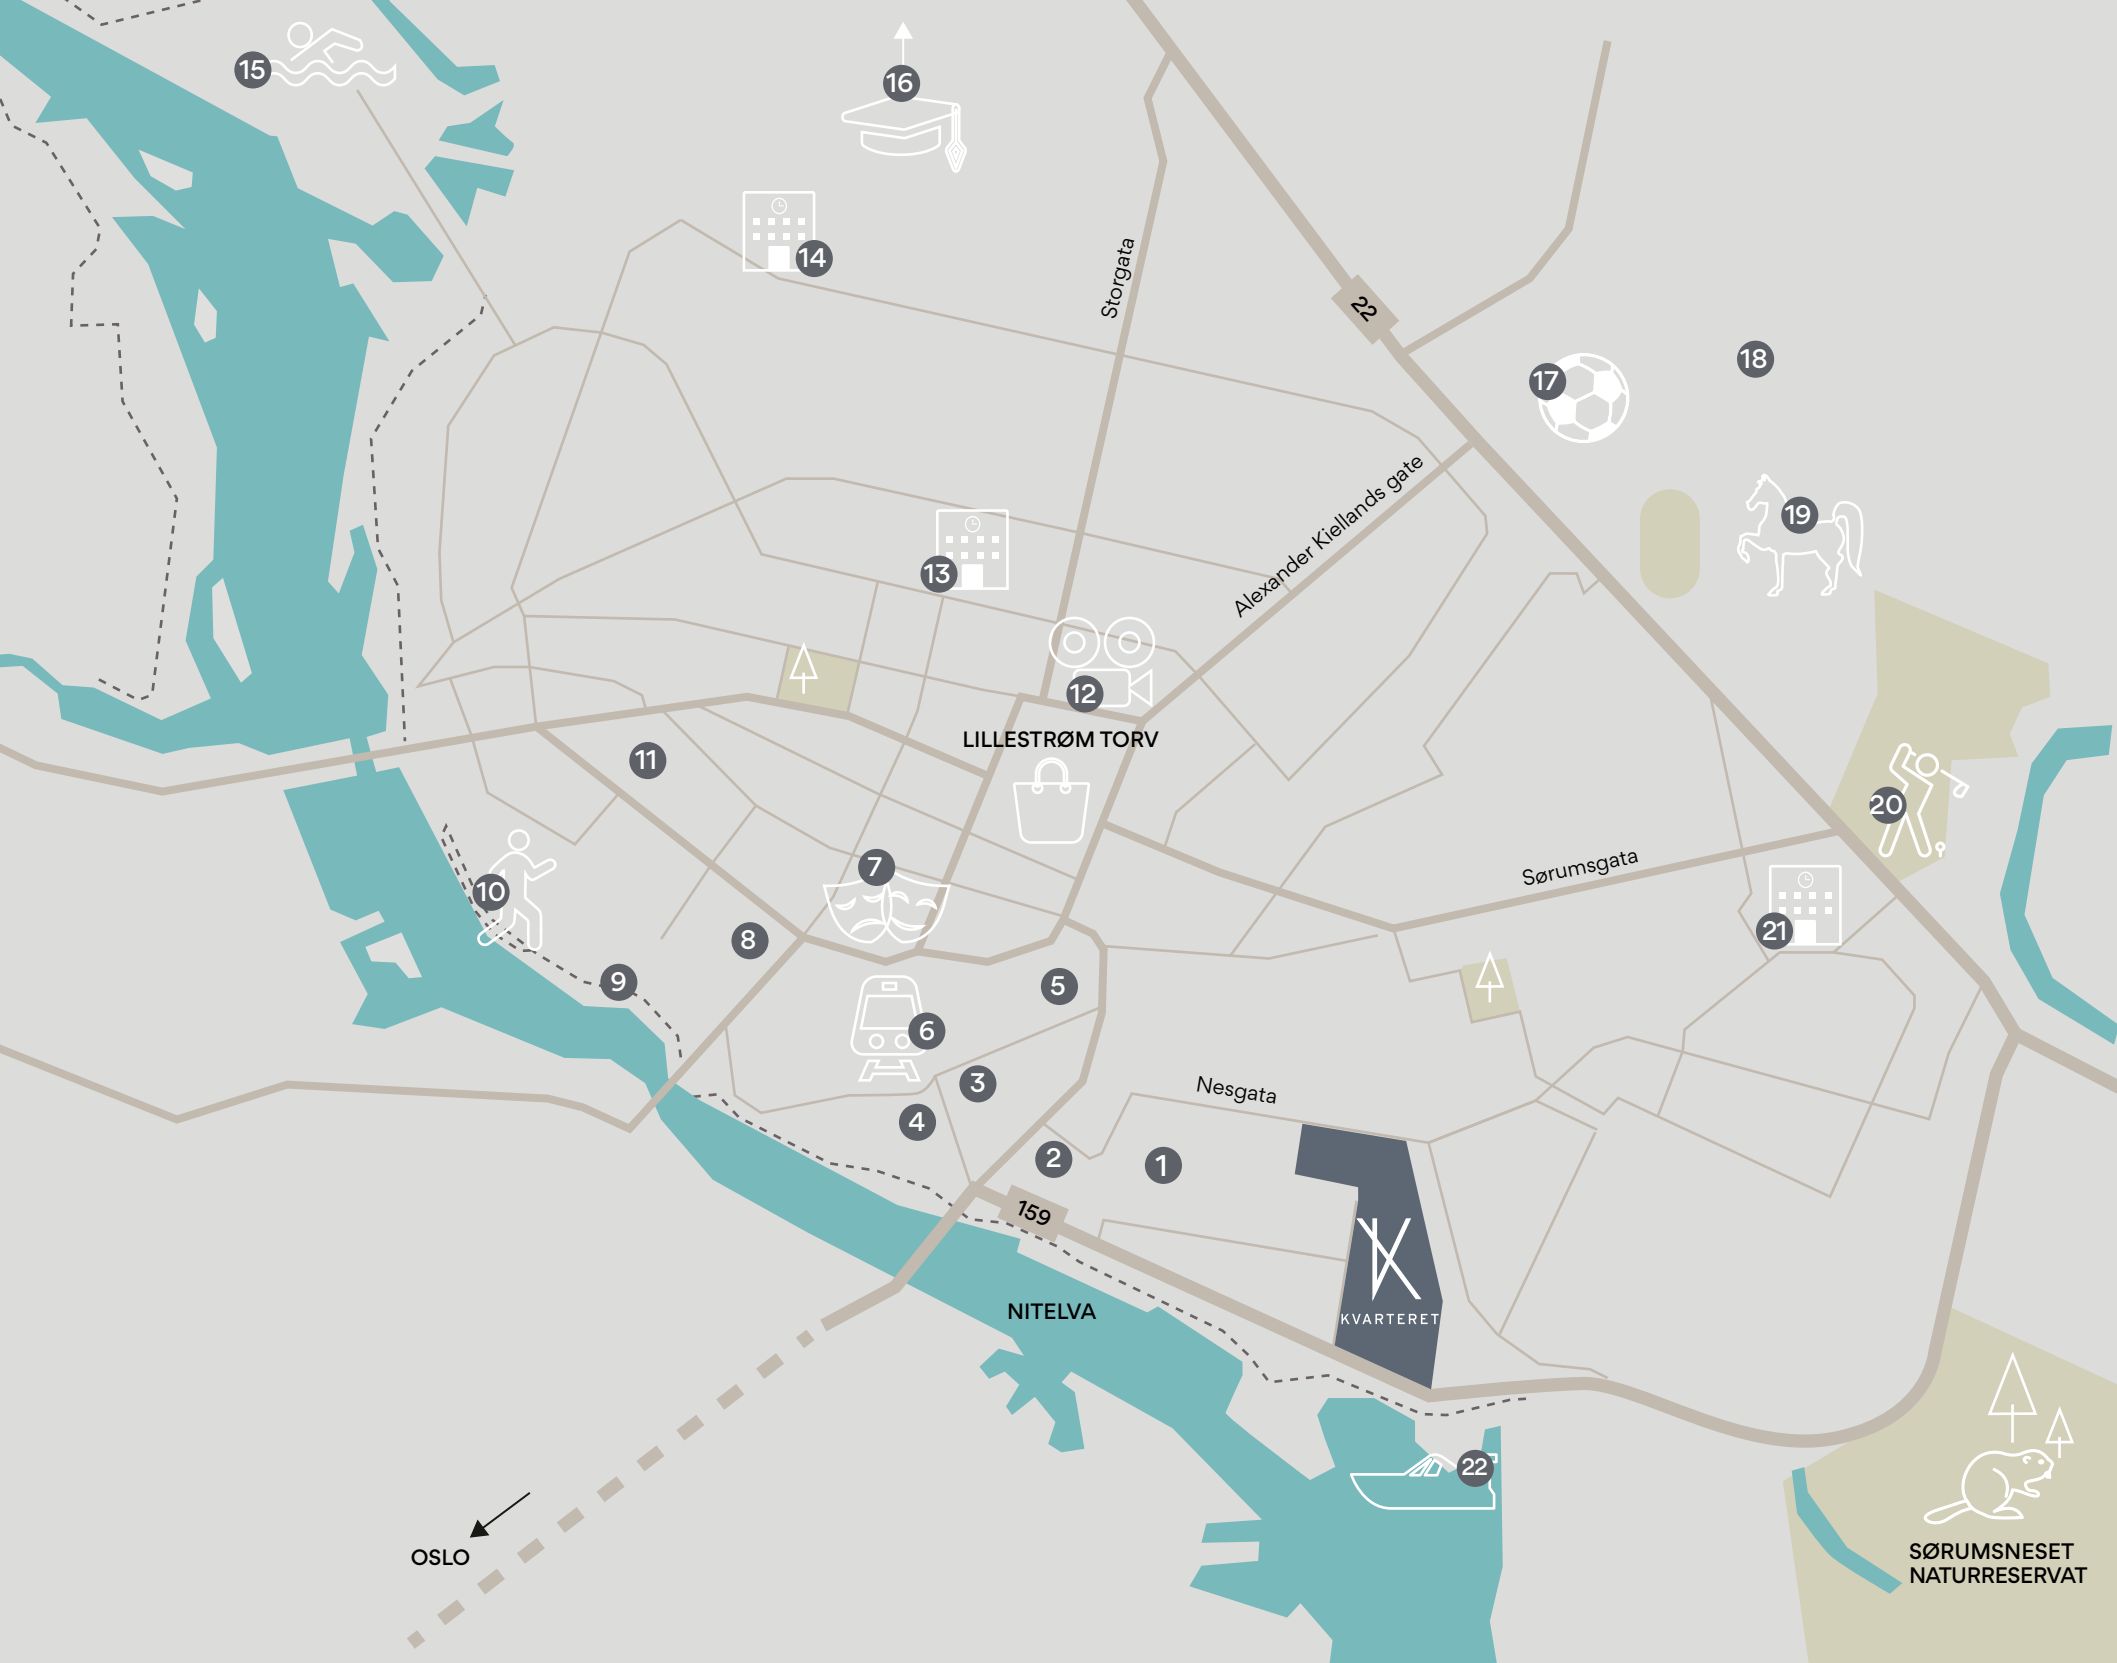 15
16
14
Storgata
22
17
18
Alexander Kiellands gate
19
13
12
LILLESTRØM TORV
11
20
7
Sørumsgata
10
8
21
9
5
6
3
Nesgata
4
2
1
159
NITELVA
KVARTERET
22
OSLO
SØRUMSNESET
NATURRESERVAT